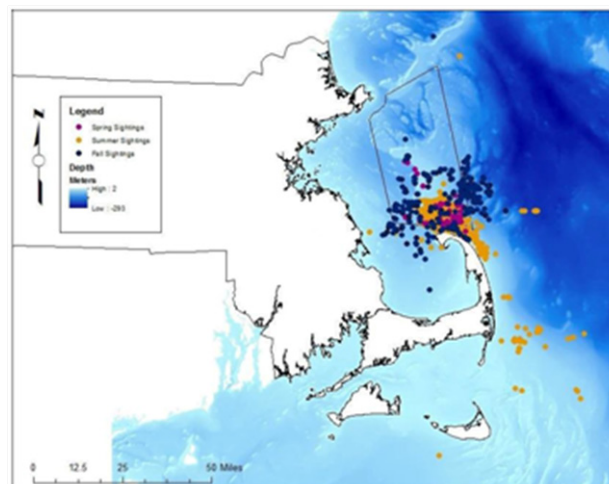 N
Legend
Spring Sightings
Summer Sightings
Fall Sightings
Depth
Meters
High : 2
Low : -293
0 12.5 25 50 Miles